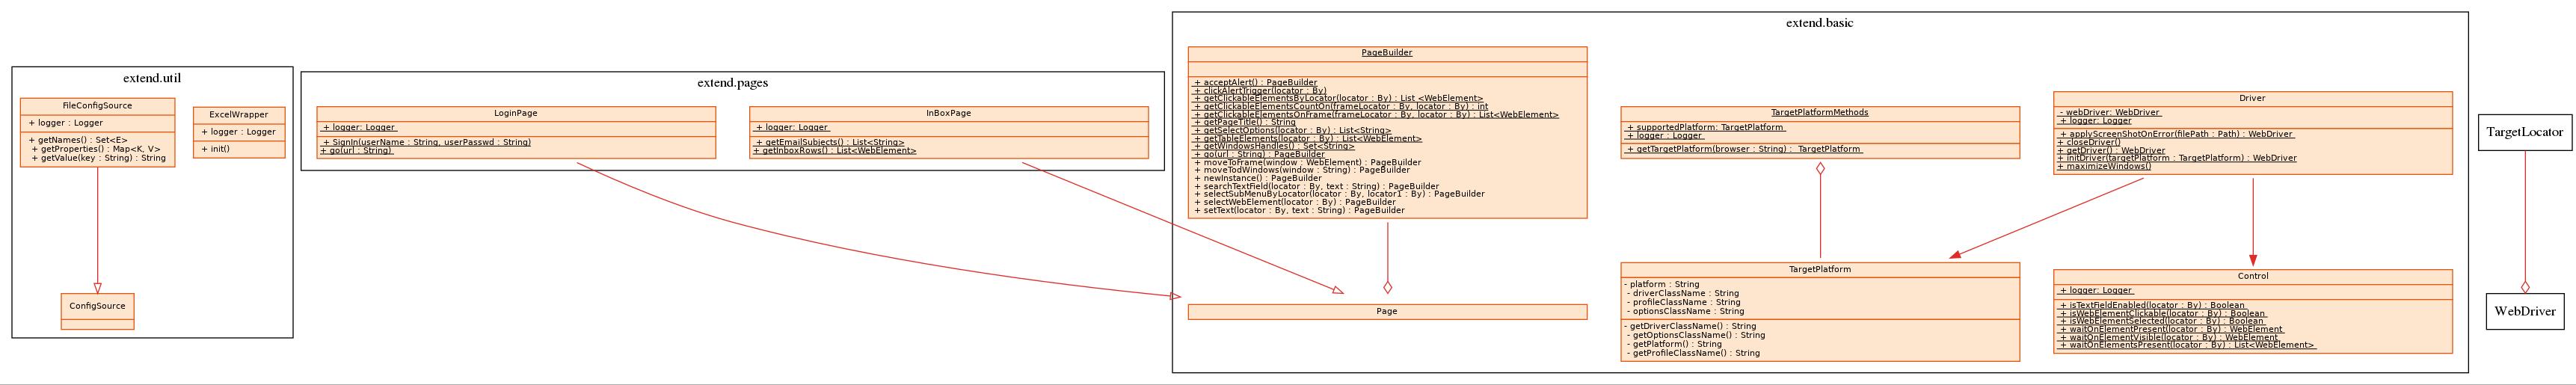 extend.util
FileConfigSource
+ logger : Logger
+ getNames() : Set<E>
+ getProperties() : Map<K, V>
+ getValue(key : String) : String
ExcelWrapper
+ logger : Logger
+ init()
ConfigSource
extend.pages
LoginPage
+ logger: Logger
+ SignIn(userName : String, userPasswd : String)
+ go(url : String)
InBoxPage
+ logger: Logger
+ getEmailSubjects() : List<String>
+ getInboxRows() : List<WebElement>
extend.basic
PageBuilder
+ acceptAlert() : PageBuilder
+ clickAlertTrigger(locator : By)
+ getClickableElementsByLocator(locator : By) : List <WebElement>
+ getClickableElementsCountOn(frameLocator : By, locator : By) : int
+ getClickableElementsOnFrame(frameLocator : By, locator : By) : List<WebElement>
+ getPageTitle() : String
+ getSelectOptions(locator : By) : List<String>
+ getTableElements(locator : By) : List<WebElement>
+ getWindowsHandles() : Set<String>
+ go(url : String) : PageBuilder
+ moveToFrame(window : WebElement) : PageBuilder
+ moveTodWindows(window : String) : PageBuilder
+ newInstance() : PageBuilder
+ searchTextField(locator : By, text : String) : PageBuilder
+ selectSubMenuByLocator(locator : By, locator1 : By) : PageBuilder
+ selectWebElement(locator : By) : PageBuilder
+ setText(locator : By, text : String) : PageBuilder
Page
TargetPlatformMethods
+ supportedPlatform: TargetPlatform
+ logger : Logger
+ getTargetPlatform(browser : String) : TargetPlatform
TargetPlatform
- platform : String
- driverClassName : String
- profileClassName : String
- optionsClassName : String
- getDriverClassName() : String
- getOptionsClassName() : String
- getPlatform() : String
- getProfileClassName() : String
Driver
- webDriver: WebDriver
+ logger: Logger
+ applyScreenShotOnError(filePath : Path) : WebDriver
+ closeDriver()
+ getDriver() : WebDriver
+ initDriver(targetPlatform : TargetPlatform) : WebDriver
+ maximizeWindows()
Control
+ logger: Logger
+ isTextFieldEnabled(locator : By) : Boolean
+ isWebElementClickable(locator : By) : Boolean
+ isWebElementSelected(locator : By) : Boolean
+ waitOnElementPresent(locator : By) : WebElement
+ waitOnElementVisible(locator : By) : WebElement
+ waitOnElementsPresent(locator : By) : List<WebElement>
TargetLocator
WebDriver